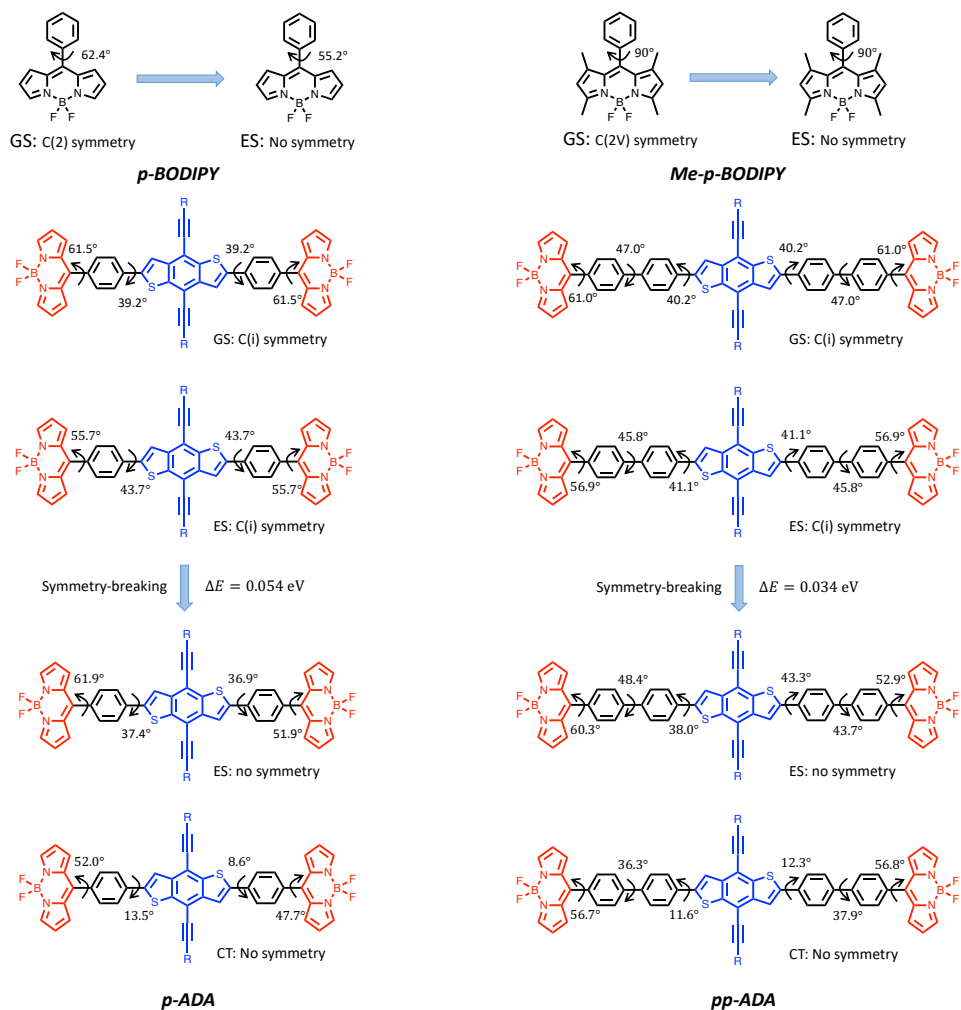 62.4°
55.2°
90°
90°
N N
B
F F
N N
B
F F
N N
B
F F
N N
B
F F
GS: C(2) symmetry
ES: No symmetry
GS: C(2V) symmetry
ES: No symmetry
p-BODIPY
Me-p-BODIPY
R
61.5°
39.2°
F
F
B
N
N
S
S
N
N
B
F
F
39.2°
61.5°
R
GS: C(i) symmetry
R
47.0°
40.2°
61.0°
F
F
B
N
N
S
S
N
N
B
F
F
61.0°
40.2°
47.0°
R
GS: C(i) symmetry
R
55.7°
43.7°
F
F
B
N
N
S
S
N
N
B
F
F
43.7°
55.7°
R
ES: C(i) symmetry
R
45.8°
41.1°
56.9°
F
F
B
N
N
S
S
N
N
B
F
F
56.9°
41.1°
45.8°
R
ES: C(i) symmetry
Symmetry-breaking
ΔE = 0.054 eV
Symmetry-breaking
ΔE = 0.034 eV
R
61.9°
36.9°
F
F
B
N
N
S
S
N
N
B
F
F
37.4°
51.9°
R
ES: no symmetry
R
48.4°
43.3°
52.9°
F
F
B
N
N
S
S
N
N
B
F
F
60.3°
38.0°
43.7°
R
ES: no symmetry
R
52.0°
8.6°
F
F
B
N
N
S
S
N
N
B
F
F
13.5°
47.7°
R
CT: No symmetry
R
36.3°
12.3°
56.8°
F
F
B
N
N
S
S
N
N
B
F
F
56.7°
11.6°
37.9°
R
CT: No symmetry
p-ADA
pp-ADA